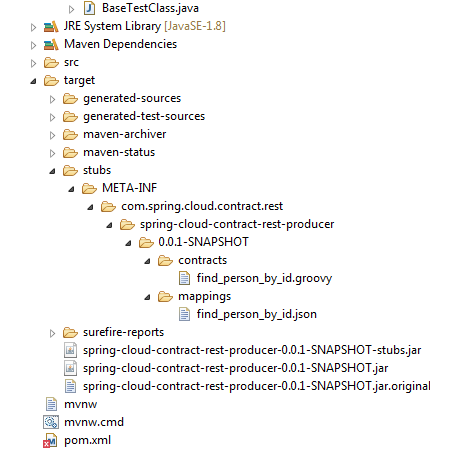 BaseTestClass.java
JRE System Library [JavaSE-1.8]
Maven Dependencies
src
target
generated-sources
generated-test-sources
maven-archiver
maven-status
stubs
META-INF
com.spring.cloud.contract.rest
spring-cloud-contract-rest-producer
0.0.1-SNAPSHOT
contracts
find_person_by_id.groovy
mappings
find_person_by_id.json
surefire-reports
spring-cloud-contract-rest-producer-0.0.1-SNAPSHOT-stubs.jar
spring-cloud-contract-rest-producer-0.0.1-SNAPSHOT.jar
spring-cloud-contract-rest-producer-0.0.1-SNAPSHOT.jar.original
mvnw
mvnw.cmd
pom.xml